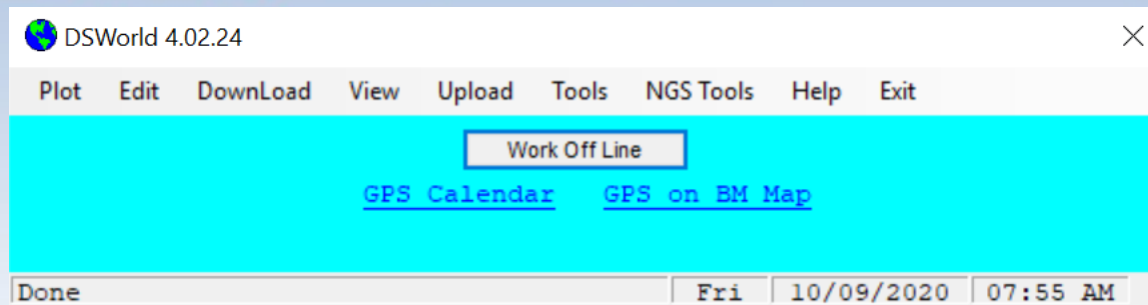 DSWorld 4.02.24
Plot Edit DownLoad View Upload Tools NGS Tools Help Exit
Work Off Line
GPS Calendar GPS on BM Map
Done Fri 10/09/2020 07:55 AM